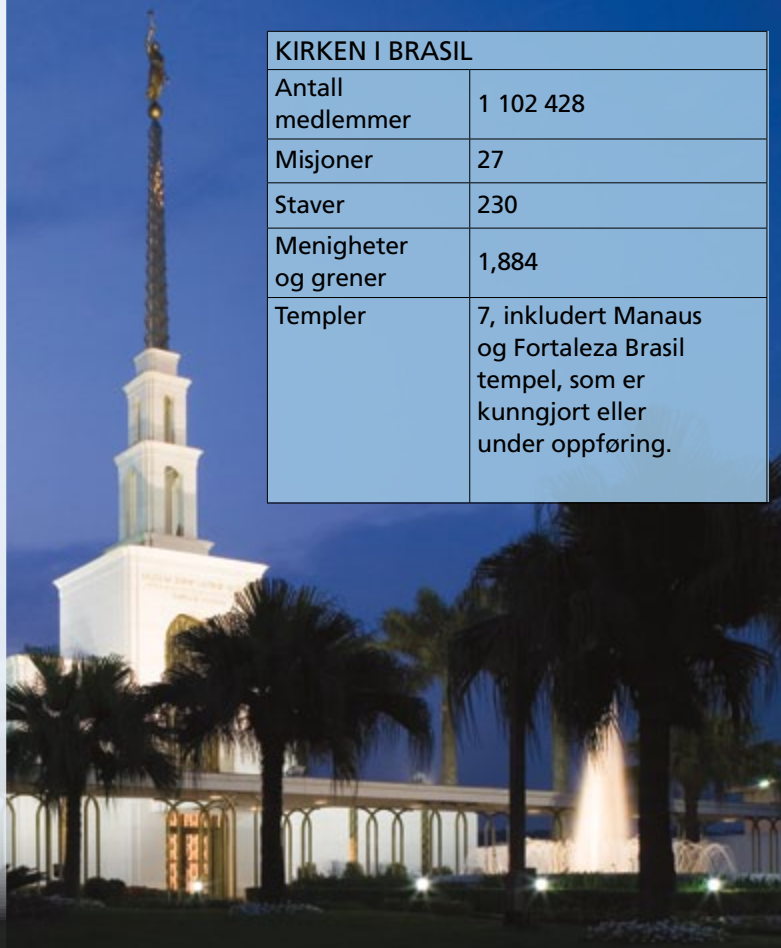 KIRKEN I BRASIL
Antall
medlemmer
1 102 428
Misjoner
27
Staver
230
Menigheter
og grener
1,884
Templer
7, inkludert Manaus
og Fortaleza Brasil
tempel, som er
kunngjort eller
under oppføring.